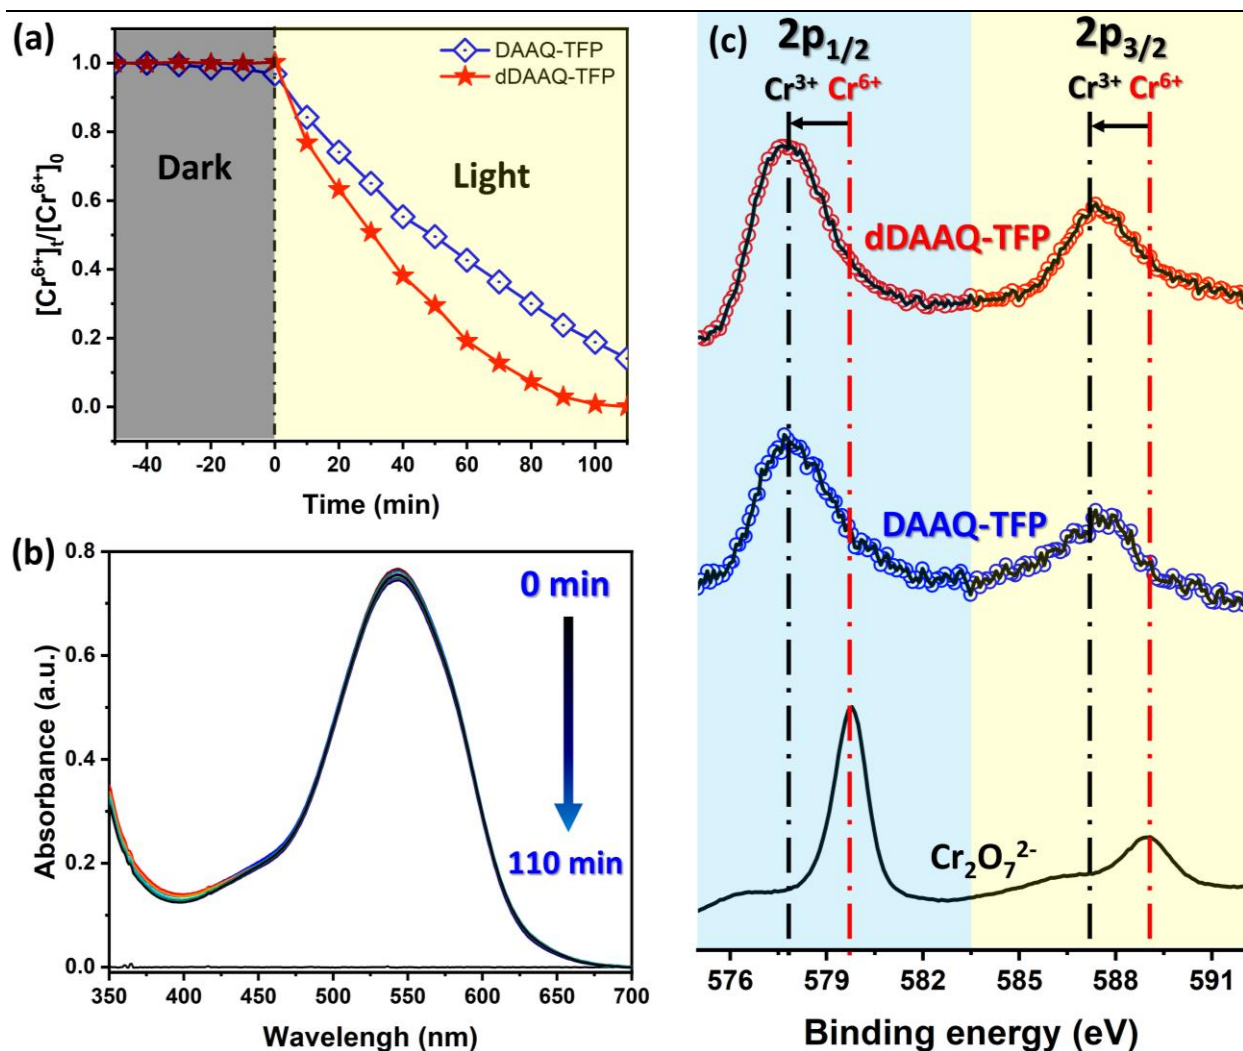 (a)
DAAQ-TFP
dDAAQ-TFP
Dark
Light
[Cr⁶⁺]ₜ/[Cr⁶⁺]₀
1.0
0.8
0.6
0.4
0.2
0.0
-40 -20 0 20 40 60 80 100
Time (min)
(b)
0 min
110 min
Absorbance (a.u.)
0.8
0.6
0.4
0.2
0.0
350 400 450 500 550 600 650 700
Wavelengh (nm)
(c)
2p₁/₂ 2p₃/₂
Cr³⁺ Cr⁶⁺ Cr³⁺ Cr⁶⁺
dDAAQ-TFP
DAAQ-TFP
Cr₂O₇²⁻
576 579 582 585 588 591
Binding energy (eV)